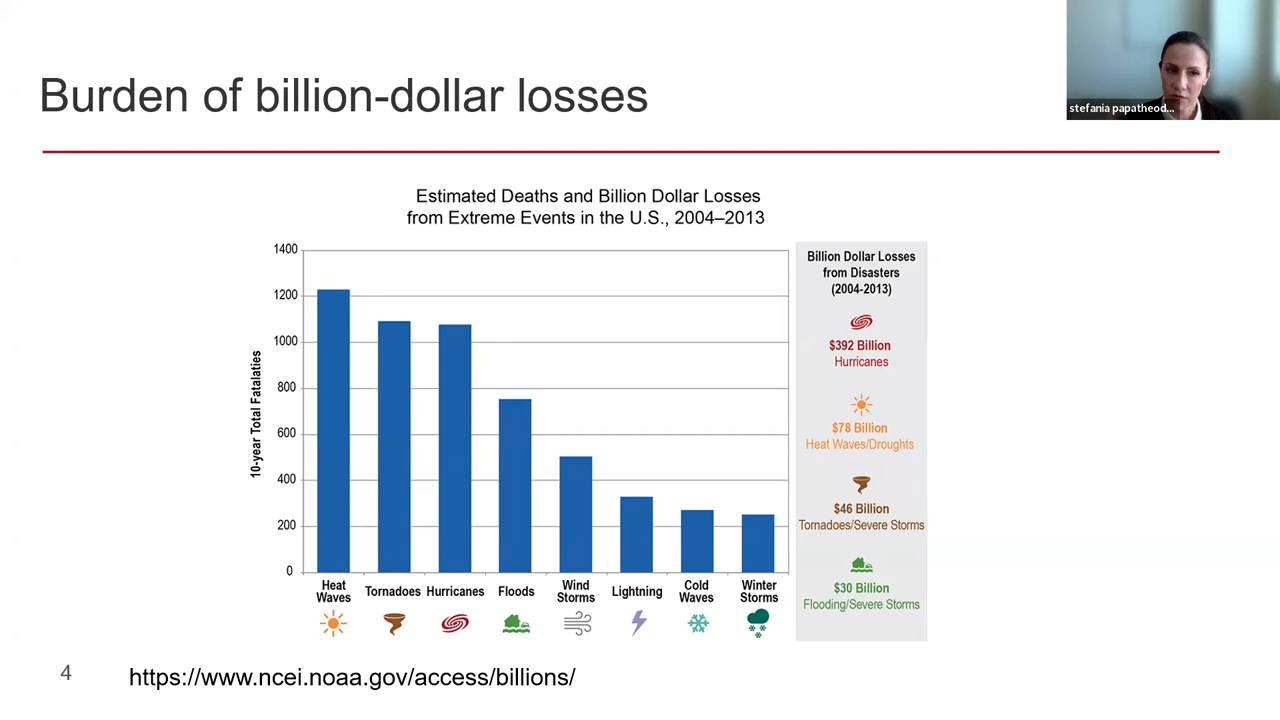 Burden of billion-dollar losses
stefania papatheod...
Estimated Deaths and Billion Dollar Losses
from Extreme Events in the U.S., 2004–2013
10-year Total Fatalaties
1400
1200
1000
800
600
400
200
0
Heat
Waves
Tornadoes
Hurricanes
Floods
Wind
Storms
Lightning
Cold
Waves
Winter
Storms
Billion Dollar Losses
from Disasters
(2004-2013)
$392 Billion
Hurricanes
$78 Billion
Heat Waves/Droughts
$46 Billion
Tornadoes/Severe Storms
$30 Billion
Flooding/Severe Storms
4
https://www.ncei.noaa.gov/access/billions/